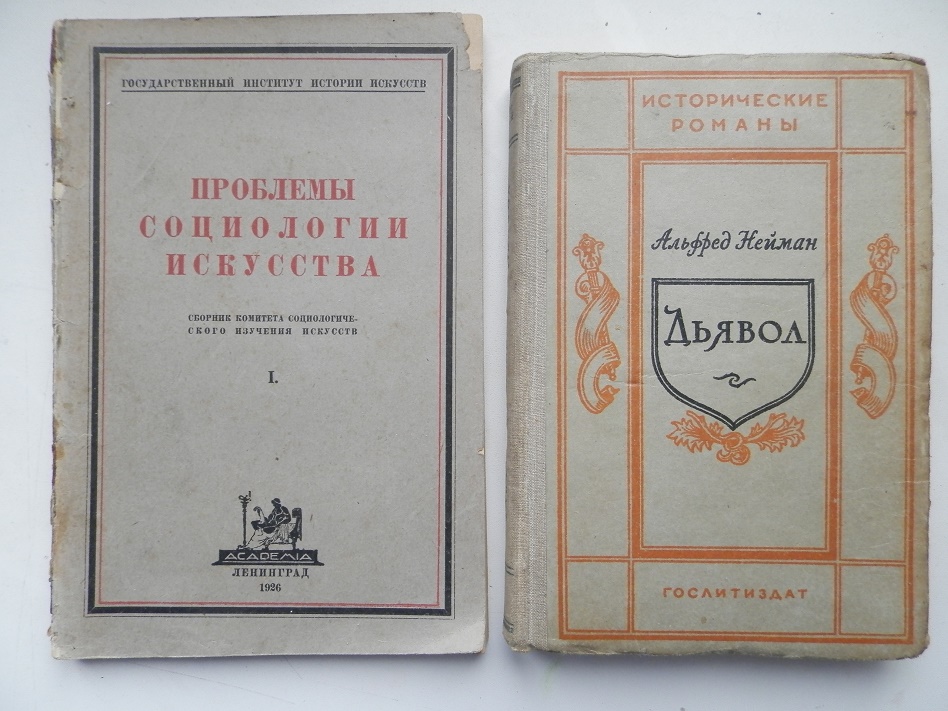 ГОСУДАРСТВЕННЫЙ ИНСТИТУТ ИСТОРИИ ИСКУССТВ
ПРОБЛЕМЫ
СОЦИОЛОГИИ
ИСКУССТВА
СБОРНИК КОМИТЕТА СОЦИОЛОГИЧЕ-
СКОГО ИЗУЧЕНИЯ ИСКУССТВ
I.
ACADEMIA
ЛЕНИНГРАД
1926
ИСТОРИЧЕСКИЕ
РОМАНЫ
Альфред Нейман
Дьявол
ГОСЛИТИЗДАТ